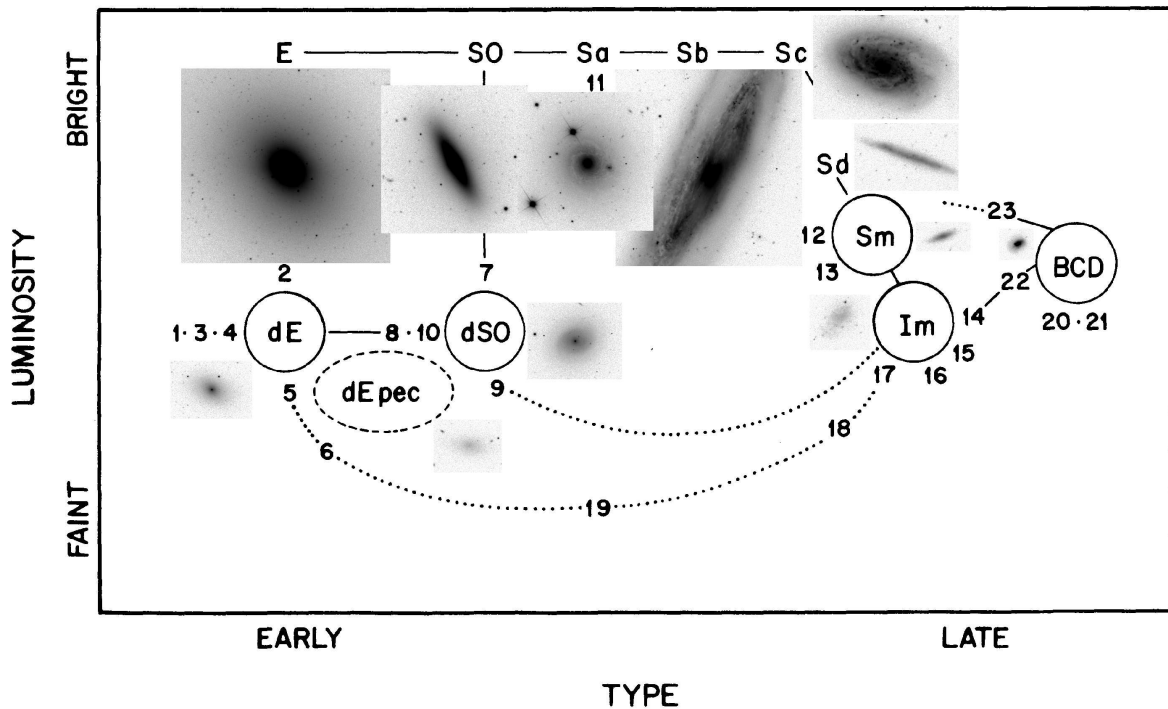 E SO Sa Sb Sc
11
BRIGHT
Sd
23
12 Sm
13
BCD
22
2 7
1·3·4 dE 8·10 dSO
Im 14
20·21
15
16
17
5 dEpec 9
18
6
19
LUMINOSITY
FAINT
EARLY LATE
TYPE